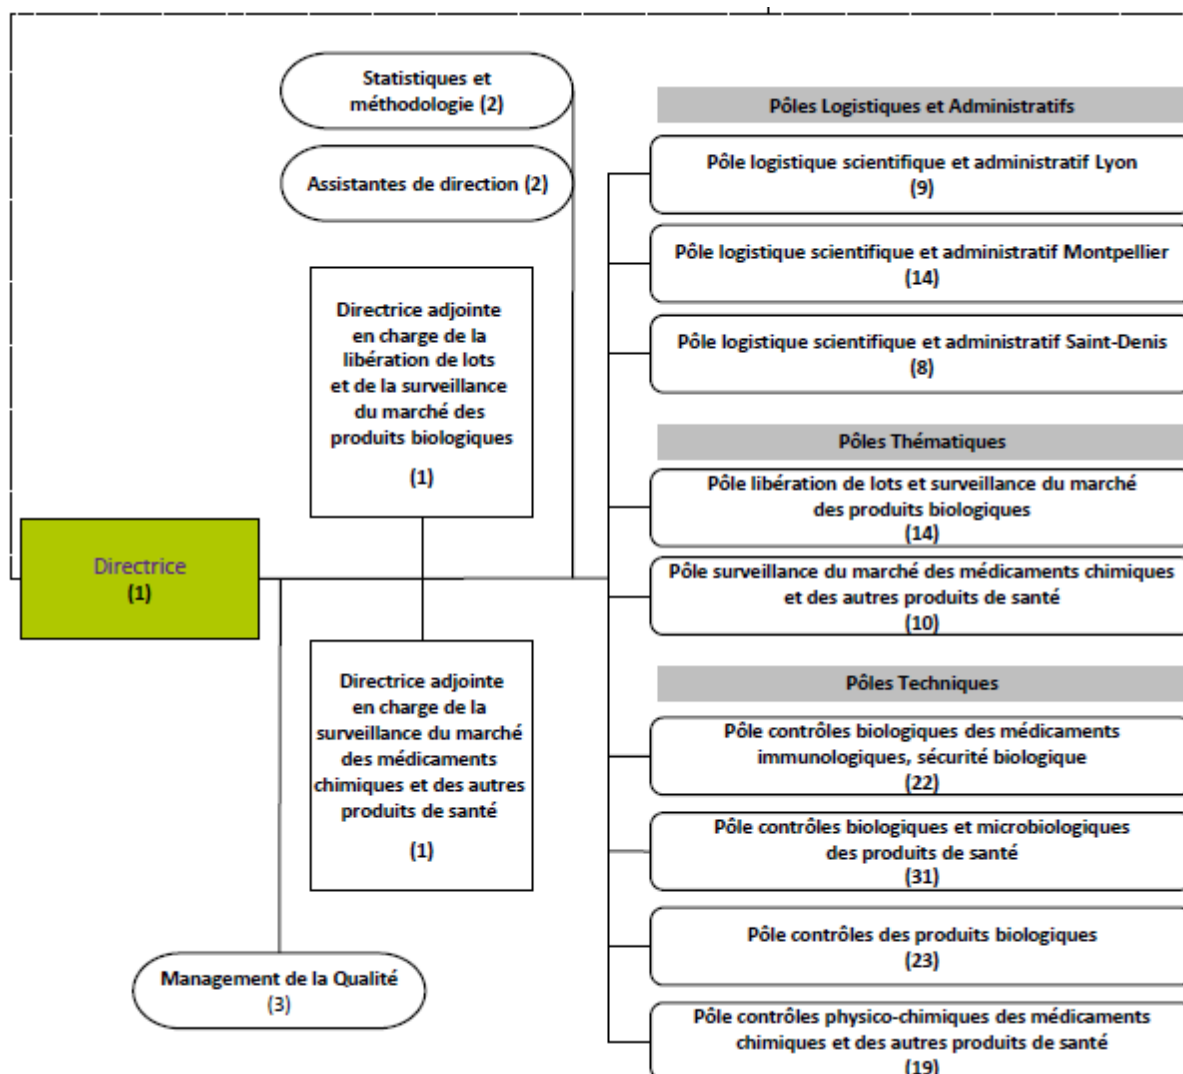 Statistiques et
méthodologie (2)
Assistantes de direction (2)
Directrice adjointe
en charge de la
libération de lots
et de la surveillance
du marché des
produits biologiques
(1)
Directrice
(1)
Directrice adjointe
en charge de la
surveillance du marché
des médicaments
chimiques et des autres
produits de santé
(1)
Management de la Qualité
(3)
Pôles Logistiques et Administratifs
Pôle logistique scientifique et administratif Lyon
(9)
Pôle logistique scientifique et administratif Montpellier
(14)
Pôle logistique scientifique et administratif Saint-Denis
(8)
Pôles Thématiques
Pôle libération de lots et surveillance du marché
des produits biologiques
(14)
Pôle surveillance du marché des médicaments chimiques
et des autres produits de santé
(10)
Pôles Techniques
Pôle contrôles biologiques des médicaments
immunologiques, sécurité biologique
(22)
Pôle contrôles biologiques et microbiologiques
des produits de santé
(31)
Pôle contrôles des produits biologiques
(23)
Pôle contrôles physico-chimiques des médicaments
chimiques et des autres produits de santé
(19)